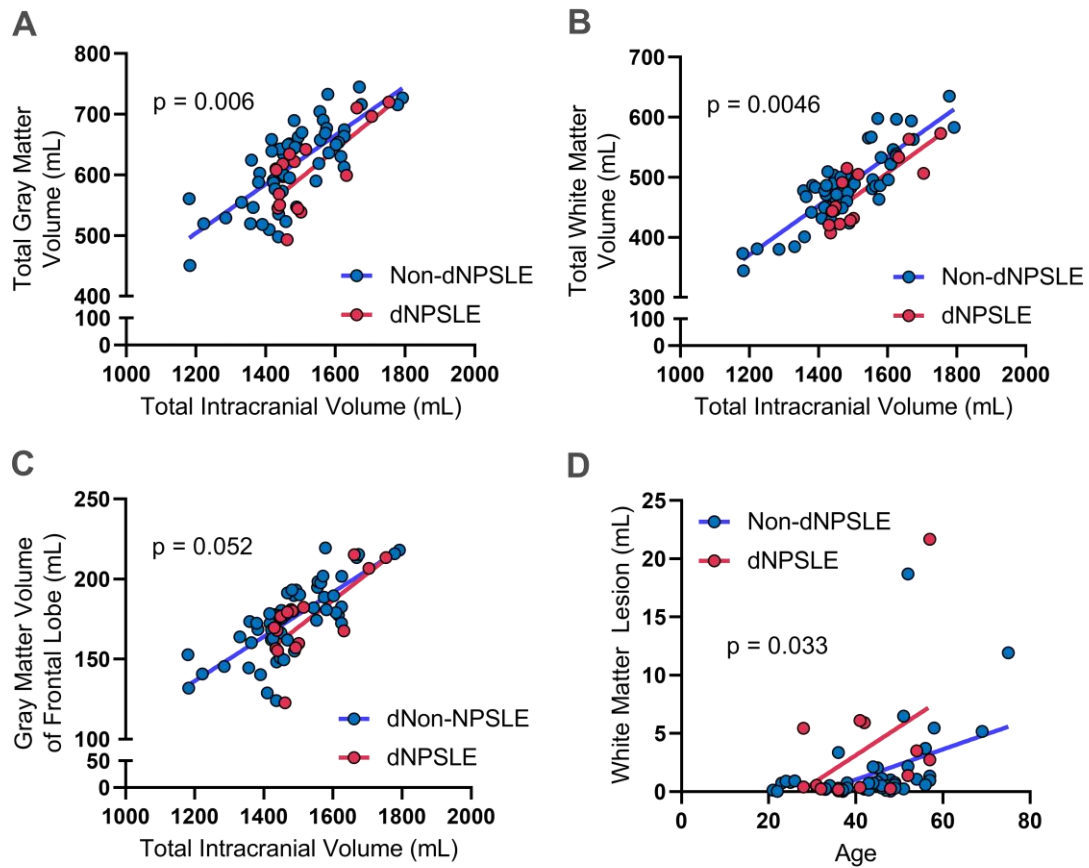 A
800
700
600
500
400
100
0
Total Gray Matter
Volume (mL)
p = 0.006
Non-dNPSLE
dNPSLE
1000 1200 1400 1600 1800 2000
Total Intracranial Volume (mL)
B
700
600
500
400
300
100
0
Total White Matter
Volume (mL)
p = 0.0046
Non-dNPSLE
dNPSLE
1000 1200 1400 1600 1800 2000
Total Intracranial Volume (mL)
C
250
200
150
100
50
0
Gray Matter Volume
of Frontal Lobe (mL)
p = 0.052
dNon-NPSLE
dNPSLE
1000 1200 1400 1600 1800 2000
Total Intracranial Volume (mL)
D
25
20
15
10
5
0
White Matter Lesion (mL)
Non-dNPSLE
dNPSLE
p = 0.033
0 20 40 60 80
Age